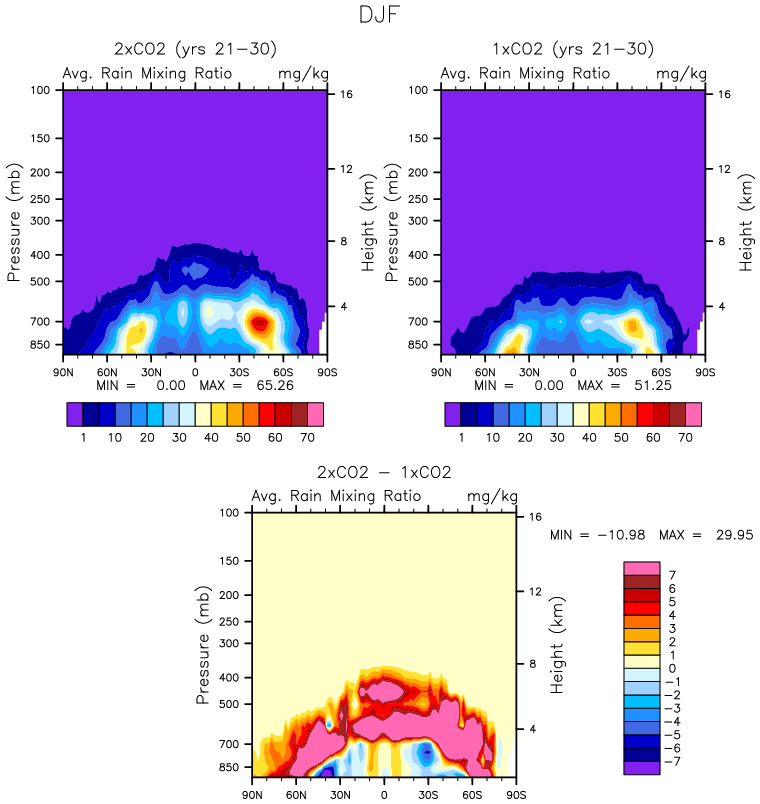 DJF
2xCO2 (yrs 21-30)
Avg. Rain Mixing Ratio mg/kg
100
150
200
250
300
400
500
700
850
Pressure (mb)
16
12
8
4
Height (km)
90N 60N 30N 0 30S 60S 90S
MIN = 0.00 MAX = 65.26
1 10 20 30 40 50 60 70
1xCO2 (yrs 21-30)
Avg. Rain Mixing Ratio mg/kg
100
150
200
250
300
400
500
700
850
Pressure (mb)
16
12
8
4
Height (km)
90N 60N 30N 0 30S 60S 90S
MIN = 0.00 MAX = 51.25
1 10 20 30 40 50 60 70
2xCO2 - 1xCO2
Avg. Rain Mixing Ratio mg/kg
100
150
200
250
300
400
500
700
850
Pressure (mb)
16
12
8
4
Height (km)
90N 60N 30N 0 30S 60S 90S
MIN = -10.98 MAX = 29.95
7
6
5
4
3
2
1
0
-1
-2
-3
-4
-5
-6
-7